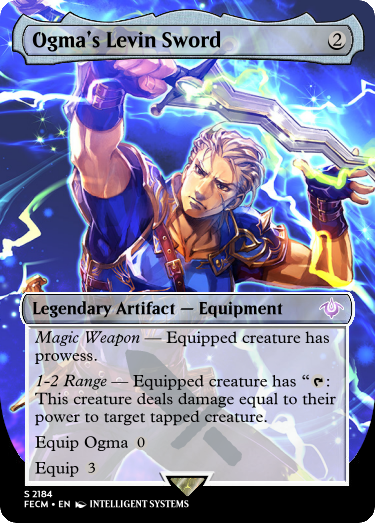 Ogma's Levin Sword 2
Legendary Artifact — Equipment
Magic Weapon — Equipped creature has
prowess.
1-2 Range — Equipped creature has “ :
This creature deals damage equal to their
power to target tapped creature.
Equip Ogma 0
Equip 3
S 2184
FECM • EN INTELLIGENT SYSTEMS